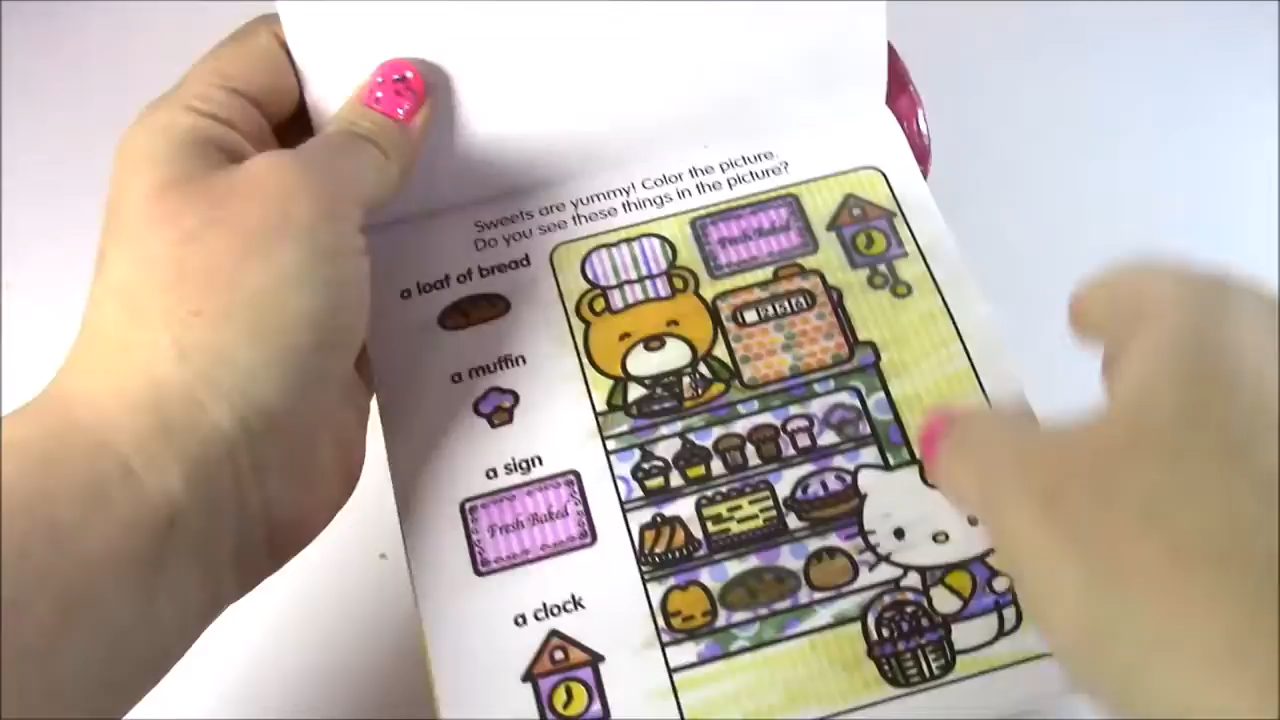 Sweets are yummy! Color the picture.
Do you see these things in the picture?
a loaf of bread
a muffin
a sign
Fresh Baked
a clock
Fresh Baked